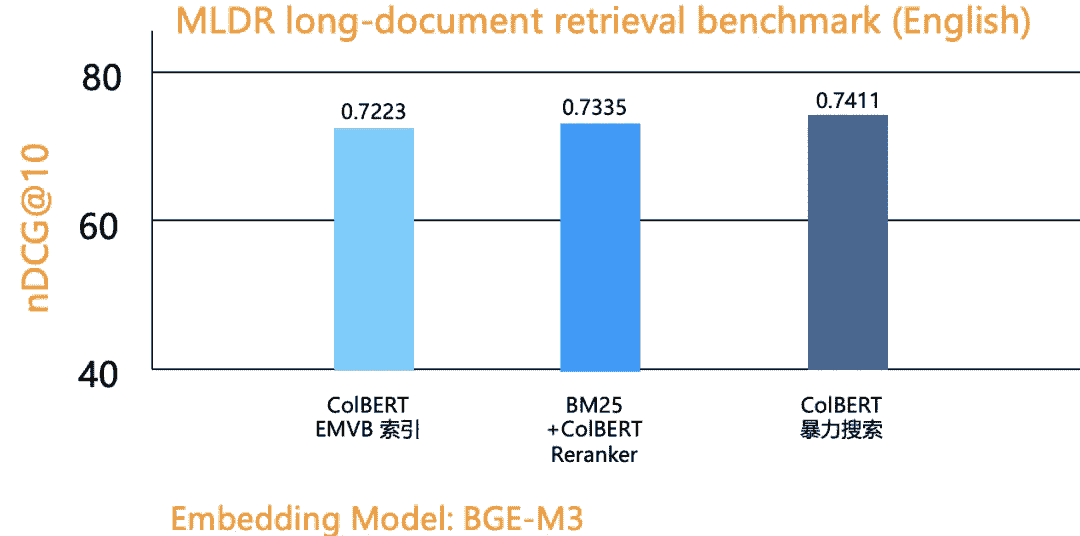 MLDR long-document retrieval benchmark (English)
nDCG@10
80
60
40
0.7223
0.7335
0.7411
ColBERT
EMVB 索引
BM25
+ColBERT
Reranker
ColBERT
暴力搜索
Embedding Model: BGE-M3